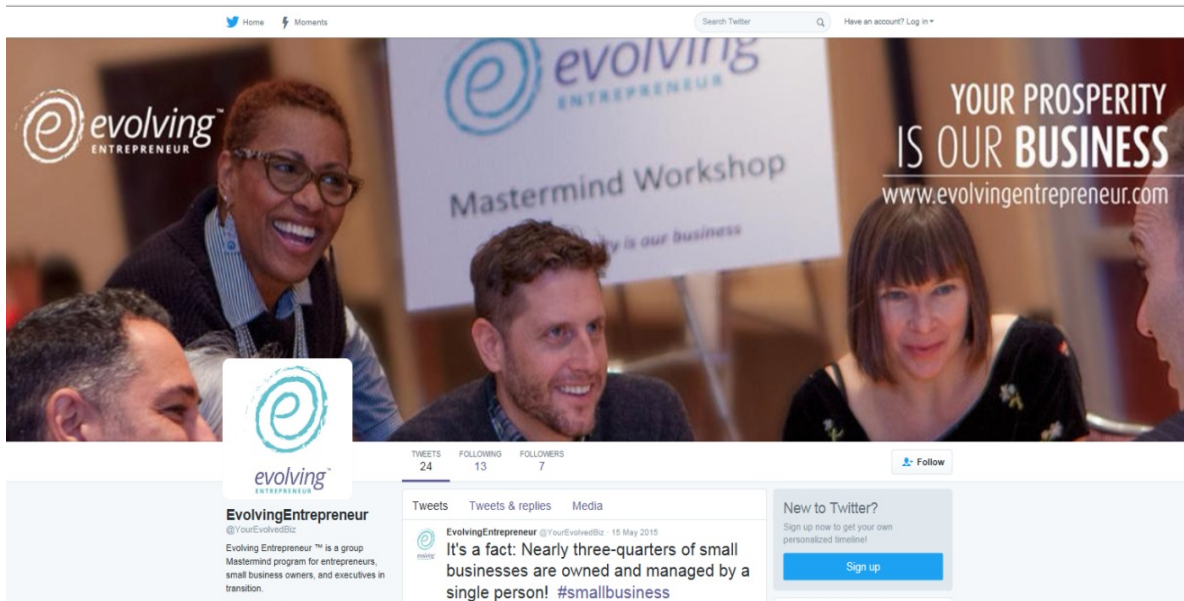 Home Moments Search Twitter Have an account? Log in
evolving™
ENTREPRENEUR
evolving
ENTREPRENEUR
Mastermind Workshop
is our business
YOUR PROSPERITY
IS OUR BUSINESS
www.evolvingentrepreneur.com
evolving™
ENTREPRENEUR
TWEETS FOLLOWING FOLLOWERS
24 13 7
Follow
EvolvingEntrepreneur
@YourEvolvedBiz
Evolving Entrepreneur ™ is a group
Mastermind program for entrepreneurs,
small business owners, and executives in
transition.
Tweets Tweets & replies Media
EvolvingEntrepreneur @YourEvolvedBiz · 15 May 2015
evolving
It's a fact: Nearly three-quarters of small
businesses are owned and managed by a
single person! #smallbusiness
New to Twitter?
Sign up now to get your own
personalized timeline!
Sign up